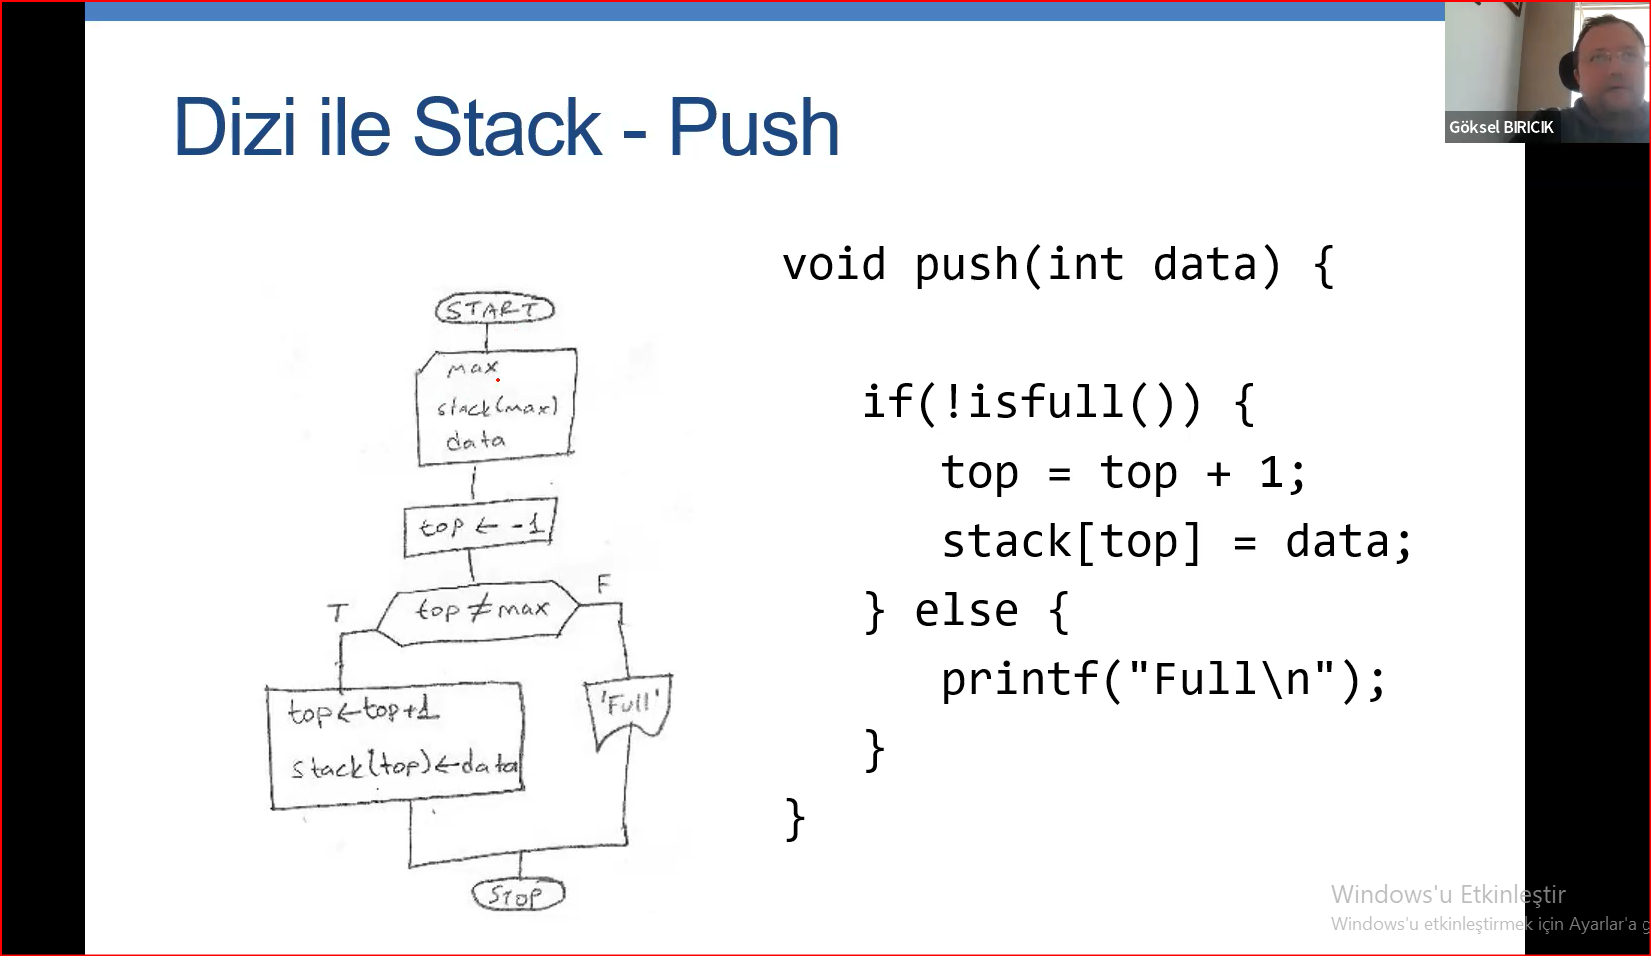 Dizi ile Stack - Push
Göksel BIRICIK
START
max
stack(max)
data
top ← -1
top ≠ max
T
F
top←top+1
stack(top)←data
'Full'
STOP
void push(int data) {
if(!isfull()) {
top = top + 1;
stack[top] = data;
} else {
printf("Full\n");
}
}
Windows'u Etkinleştir
Windows'u etkinleştirmek için Ayarlar'a g